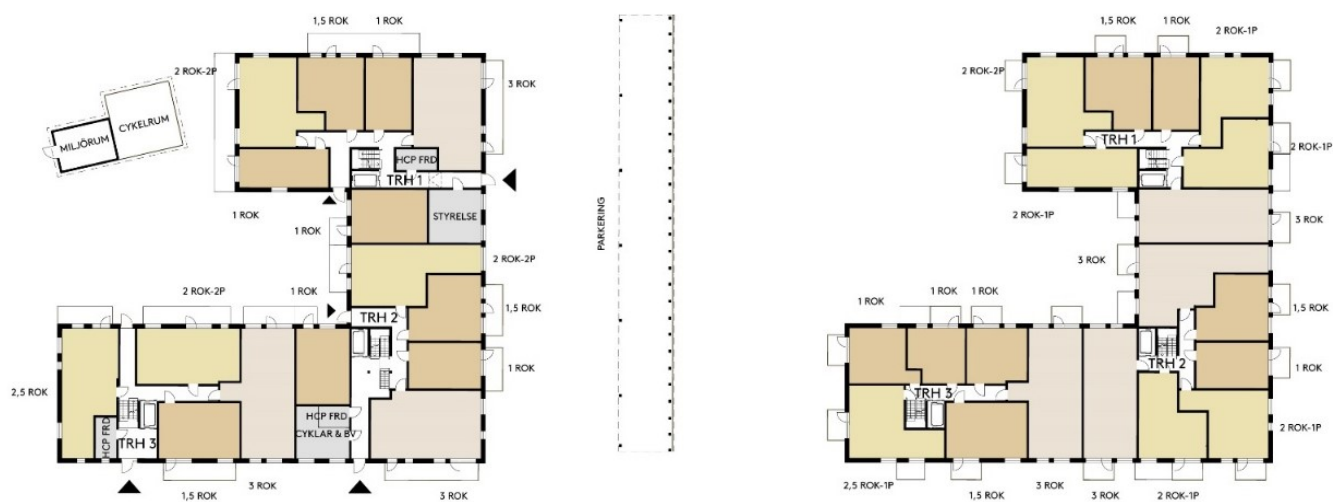 1,5 ROK
1 ROK
2 ROK-2P
3 ROK
CYKELRUM
MILJÖRUM
HCP FRD
TRH 1
1 ROK
STYRELSE
1 ROK
2 ROK-2P
2 ROK-2P
1 ROK
1,5 ROK
TRH 2
1 ROK
2,5 ROK
HCP FRD
CYKLAR & BV
HCP FRD
TRH 3
1,5 ROK
3 ROK
3 ROK
PARKERING
1,5 ROK
1 ROK
2 ROK-1P
2 ROK-2P
TRH 1
2 ROK-1P
2 ROK-1P
3 ROK
3 ROK
1 ROK
1 ROK
1 ROK
1,5 ROK
TRH 2
1 ROK
TRH 3
2 ROK-1P
2,5 ROK-1P
1,5 ROK
3 ROK
3 ROK
2 ROK-1P